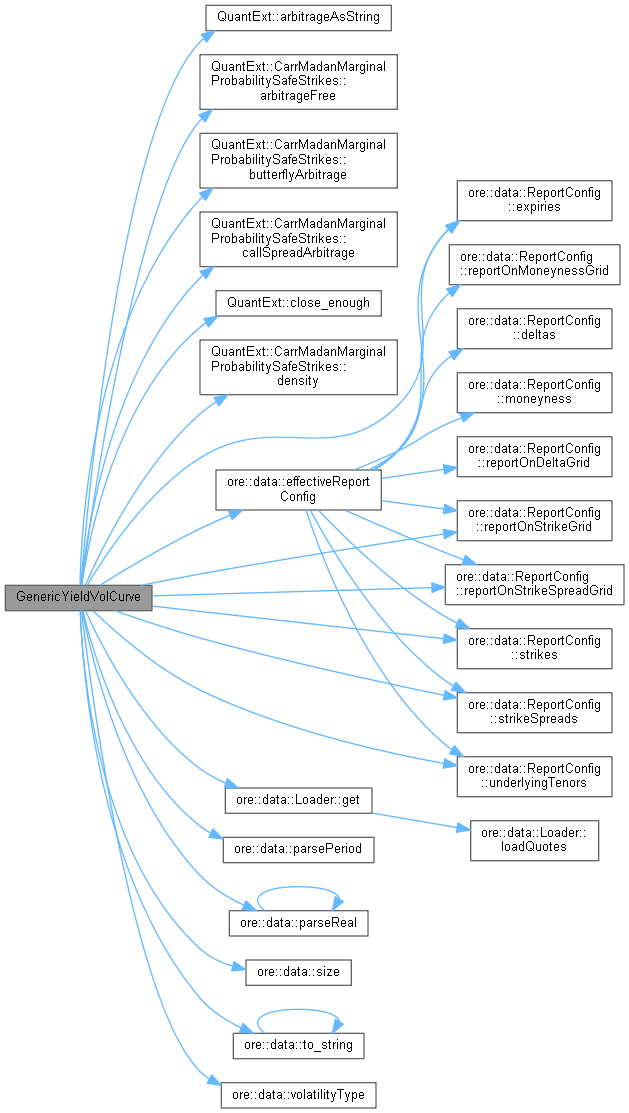 GenericYieldVolCurve
QuantExt::arbitrageAsString
QuantExt::CarrMadanMarginal
ProbabilitySafeStrikes::
arbitrageFree
QuantExt::CarrMadanMarginal
ProbabilitySafeStrikes::
butterflyArbitrage
QuantExt::CarrMadanMarginal
ProbabilitySafeStrikes::
callSpreadArbitrage
QuantExt::close_enough
QuantExt::CarrMadanMarginal
ProbabilitySafeStrikes::
density
ore::data::effectiveReport
Config
ore::data::Loader::get
ore::data::parsePeriod
ore::data::parseReal
ore::data::size
ore::data::to_string
ore::data::volatilityType
ore::data::ReportConfig
::expiries
ore::data::ReportConfig
::reportOnMoneynessGrid
ore::data::ReportConfig
::deltas
ore::data::ReportConfig
::moneyness
ore::data::ReportConfig
::reportOnDeltaGrid
ore::data::ReportConfig
::reportOnStrikeGrid
ore::data::ReportConfig
::reportOnStrikeSpreadGrid
ore::data::ReportConfig
::strikes
ore::data::ReportConfig
::strikeSpreads
ore::data::ReportConfig
::underlyingTenors
ore::data::Loader::
loadQuotes